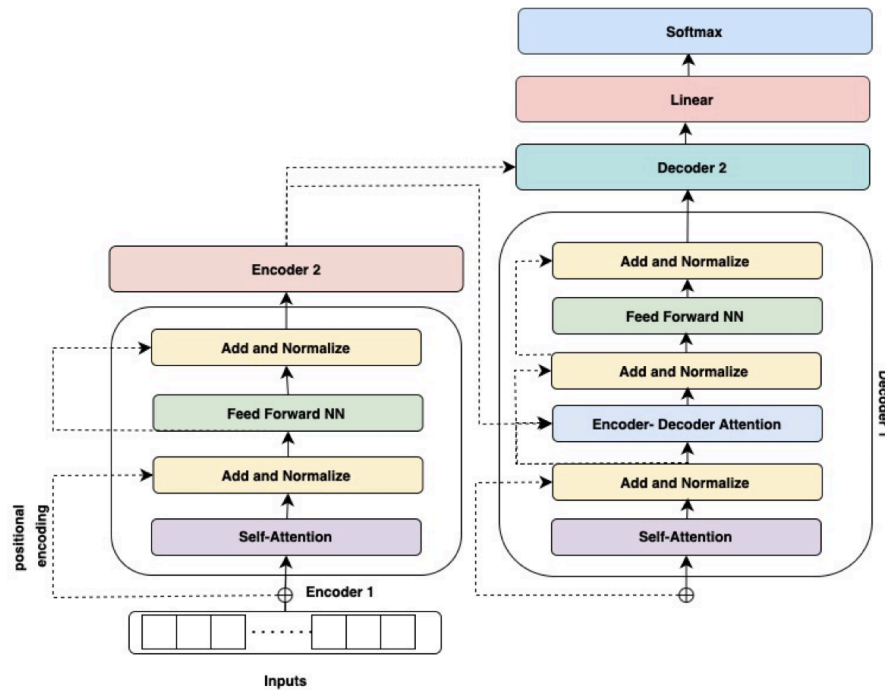 Softmax
Linear
Decoder 2
Encoder 2
Add and Normalize
Feed Forward NN
Add and Normalize
Self-Attention
positional
encoding
Encoder 1
Inputs
Add and Normalize
Feed Forward NN
Add and Normalize
Encoder- Decoder Attention
Add and Normalize
Self-Attention
Decoder 1